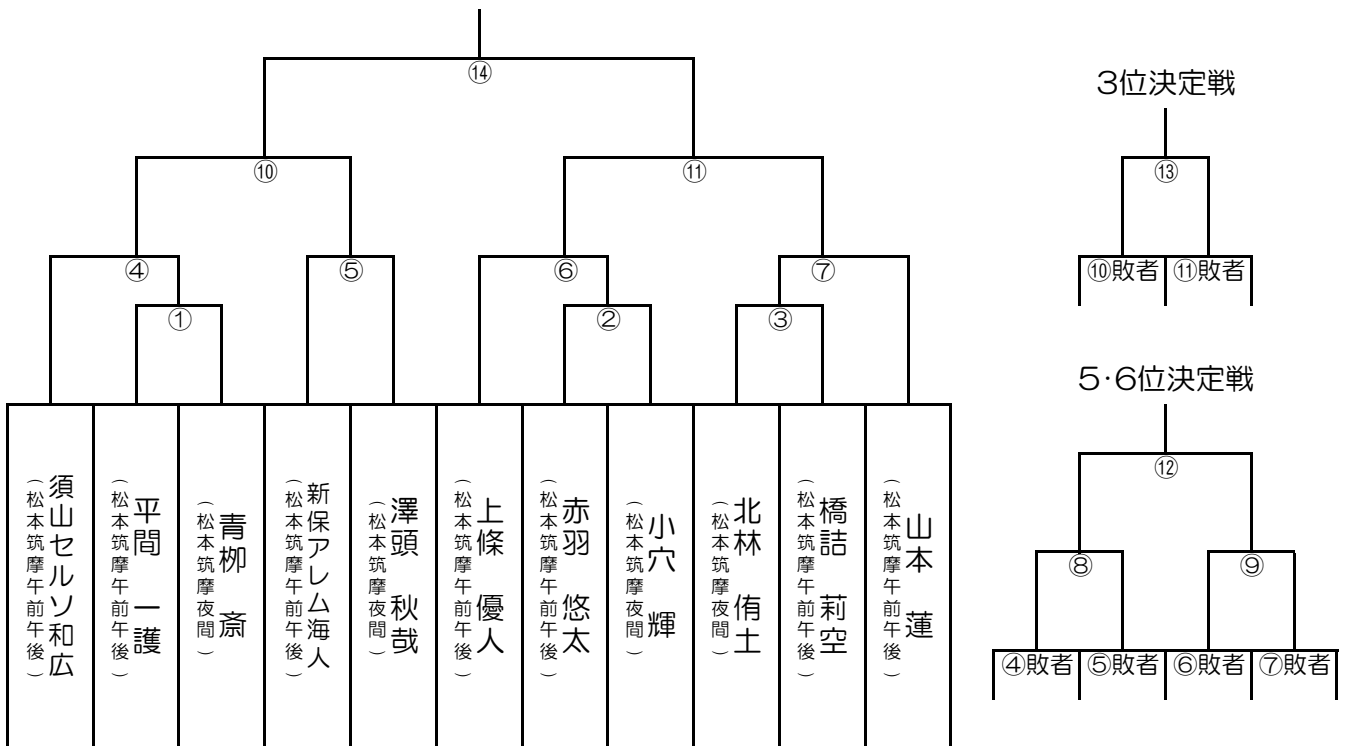 ⑭
⑩
⑪
④
⑤
⑥
⑦
①
②
③
須山セルソ和広
（松本筑摩午前午後）
平間 一護
（松本筑摩午前午後）
青栁 斎
（松本筑摩夜間）
新保アレム海人
（松本筑摩午前午後）
澤頭 秋哉
（松本筑摩夜間）
上條 優人
（松本筑摩午前午後）
赤羽 悠太
（松本筑摩午前午後）
小穴 輝
（松本筑摩夜間）
北林 侑士
（松本筑摩夜間）
橋詰 莉空
（松本筑摩午前午後）
山本 蓮
（松本筑摩午前午後）
3位決定戦
⑬
⑩敗者
⑪敗者
5・6位決定戦
⑫
⑧
⑨
④敗者
⑤敗者
⑥敗者
⑦敗者